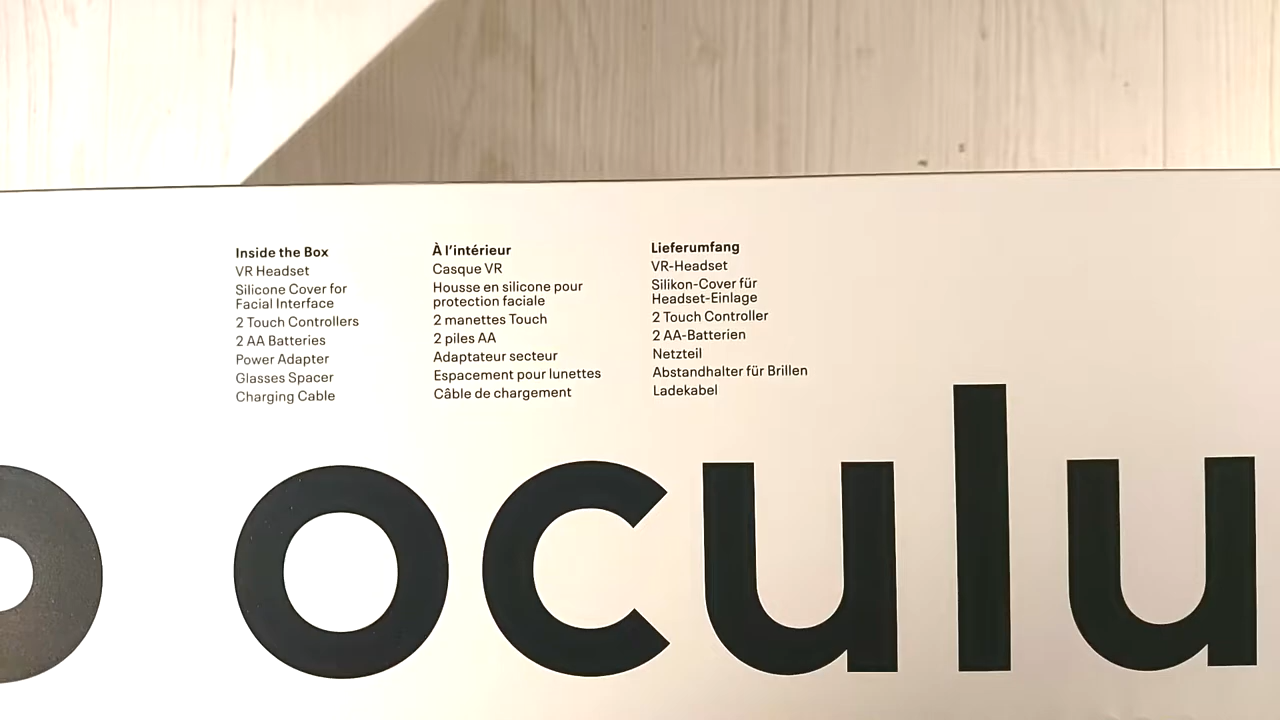 Inside the Box
VR Headset
Silicone Cover for
Facial Interface
2 Touch Controllers
2 AA Batteries
Power Adapter
Glasses Spacer
Charging Cable
À l'intérieur
Casque VR
Housse en silicone pour
protection faciale
2 manettes Touch
2 piles AA
Adaptateur secteur
Espacement pour lunettes
Câble de chargement
Lieferumfang
VR-Headset
Silikon-Cover für
Headset-Einlage
2 Touch Controller
2 AA-Batterien
Netzteil
Abstandhalter für Brillen
Ladekabel
oculu